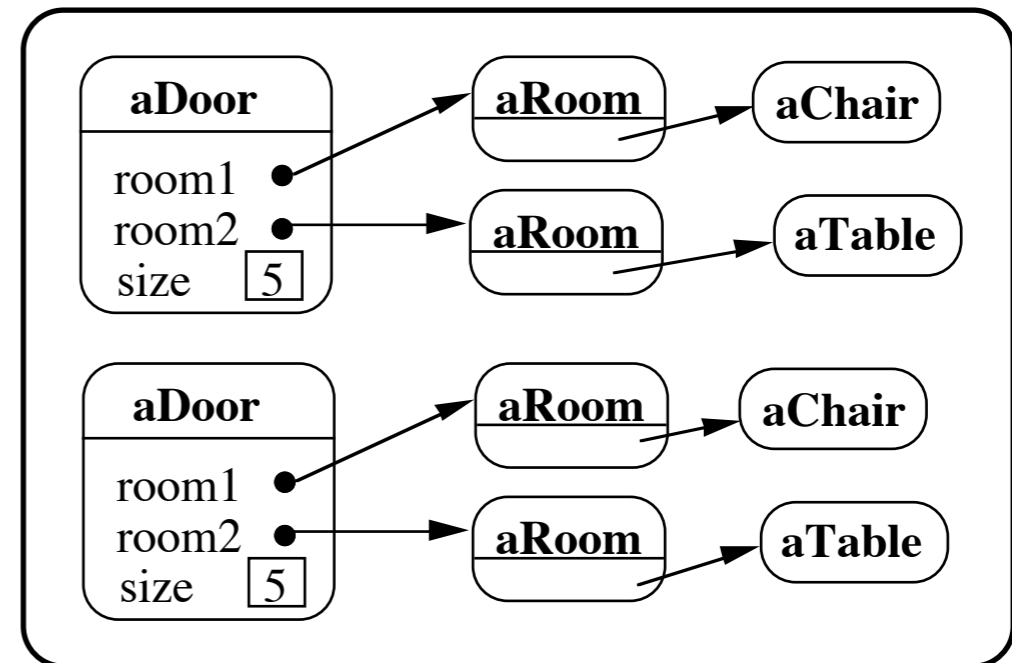 aDoor
room1
room2
size 5
aRoom
aChair
aRoom
aTable
aDoor
room1
room2
size 5
aRoom
aChair
aRoom
aTable